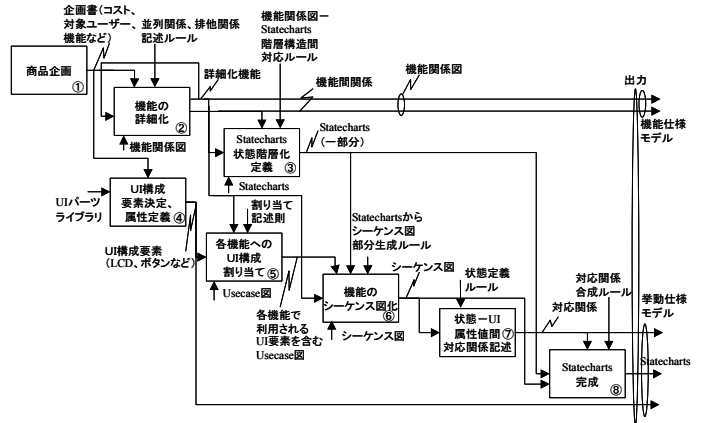 企画書(コスト、
対象ユーザー、
機能など)
並列関係、排他関係
記述ルール
機能関係図ー
Statecharts
階層構造間
対応ルール
商品企画
①
詳細化機能
機能間関係
機能関係図
出力
機能の
詳細化
②
機能仕様
モデル
機能関係図
Statecharts
状態階層化
定義
③
Statecharts
(一部分)
Statecharts
UI構成
要素決定、
属性定義
④
UIパーツ
ライブラリ
割り当て
記述則
Statechartsから
シーケンス図
部分生成ルール
UI構成要素
(LCD、ボタンなど)
各機能への
UI構成
割り当て
⑤
Usecase図
シーケンス図
状態定義
ルール
対応関係
合成ルール
機能の
シーケンス図化
⑥
対応関係
挙動仕様
モデル
各機能で
利用される
UI要素を含む
Usecase図
シーケンス図
状態ーUI
属性値間
対応関係記述
⑦
Statecharts
完成
⑧
Statecharts